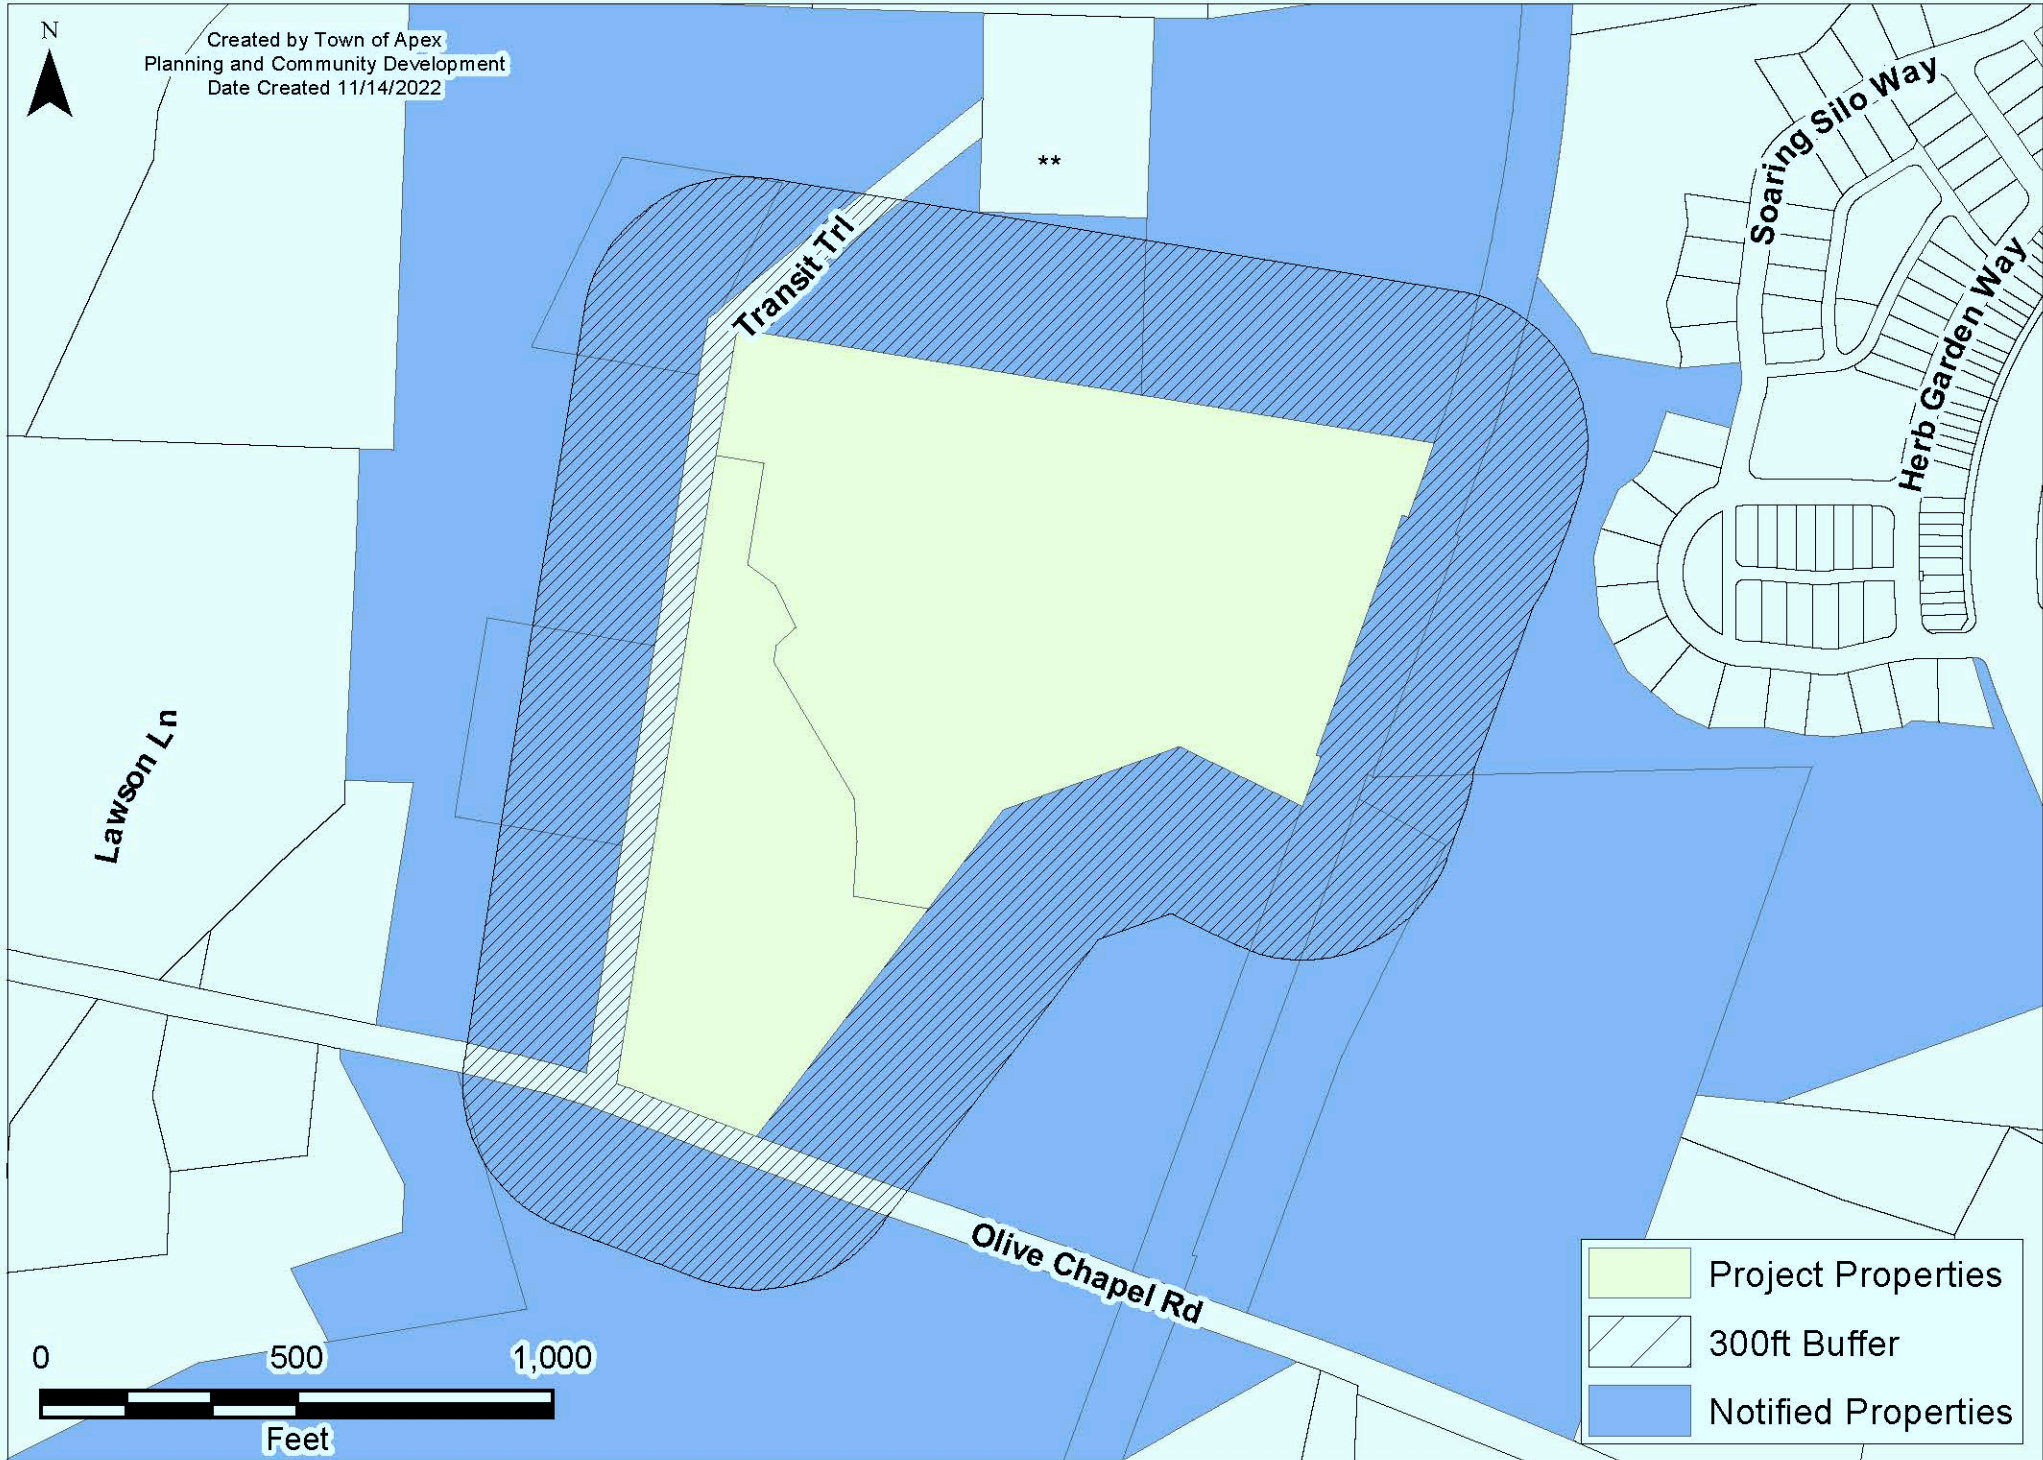 N
Created by Town of Apex
Planning and Community Development
Date Created 11/14/2022
**
Soaring Silo Way
Transit Trl
Herb Garden Way
Lawson Ln
Olive Chapel Rd
Project Properties
300ft Buffer
Notified Properties
0 500 1,000
Feet